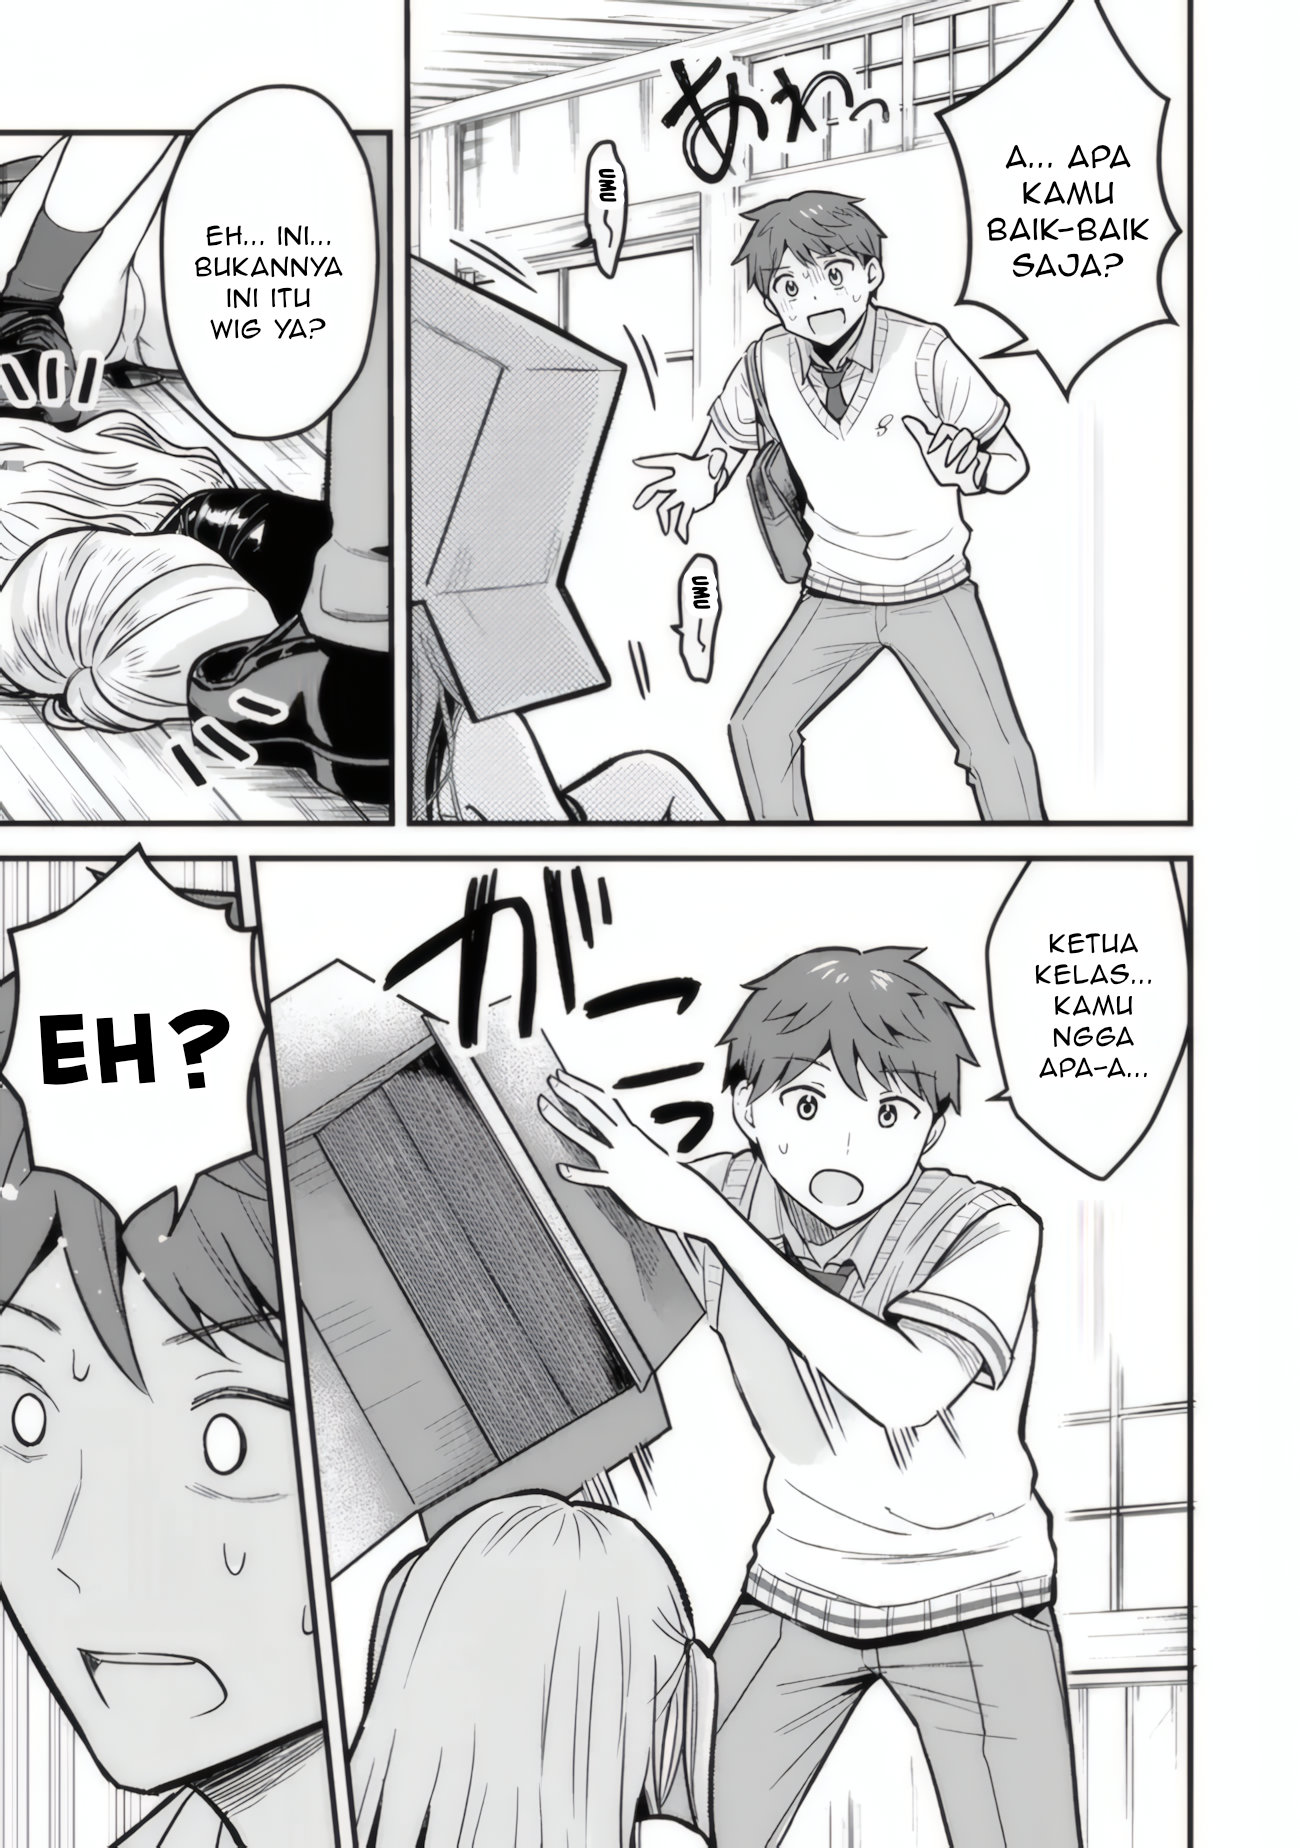 あわっ
A... APA
KAMU
BAIK-BAIK
SAJA?
UMU~
UMU~
EH... INI...
BUKANNYA
INI ITU
WIG YA?
KETUA
KELAS...
KAMU
NGGA
APA-A...
ガパッ
EH?